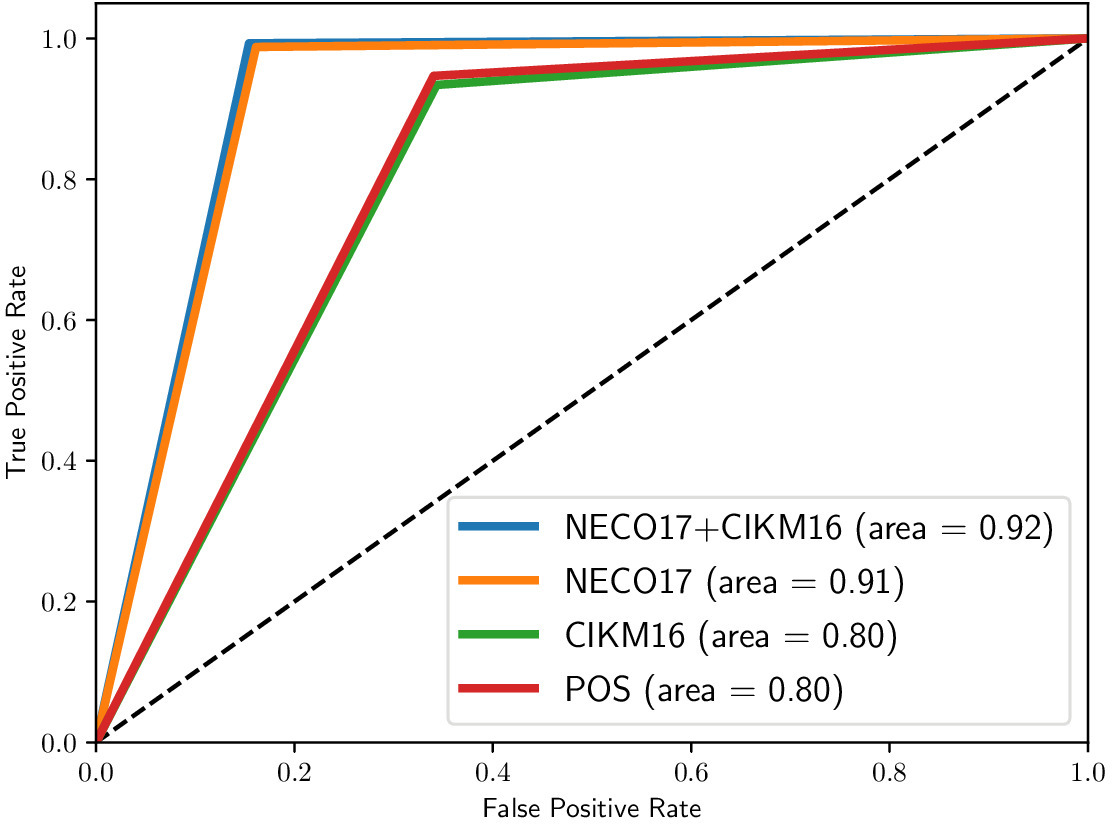 1.0
0.8
0.6
0.4
0.2
0.0
True Positive Rate
NECO17+CIKM16 (area = 0.92)
NECO17 (area = 0.91)
CIKM16 (area = 0.80)
POS (area = 0.80)
0.0 0.2 0.4 0.6 0.8 1.0
False Positive Rate